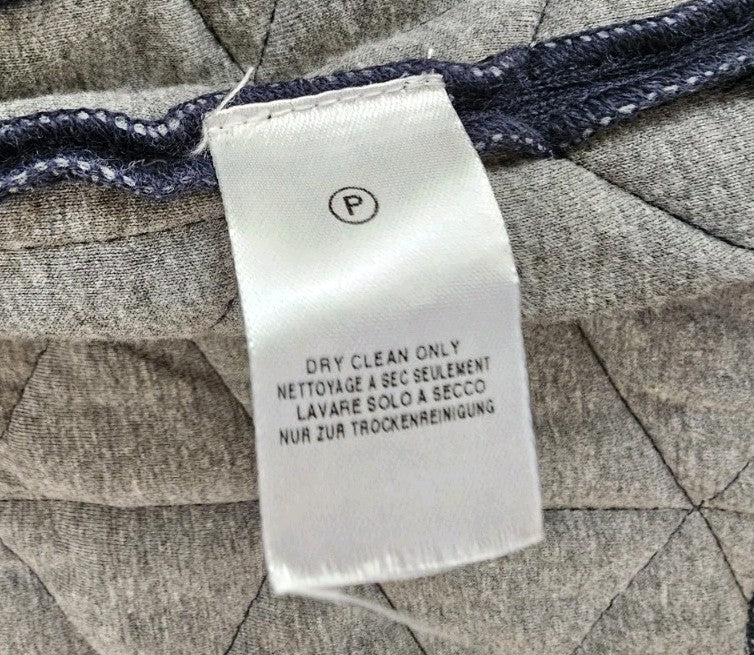 P
DRY CLEAN ONLY
NETTOYAGE A SEC SEULEMENT
LAVARE SOLO A SECCO
NUR ZUR TROCKENREINIGUNG